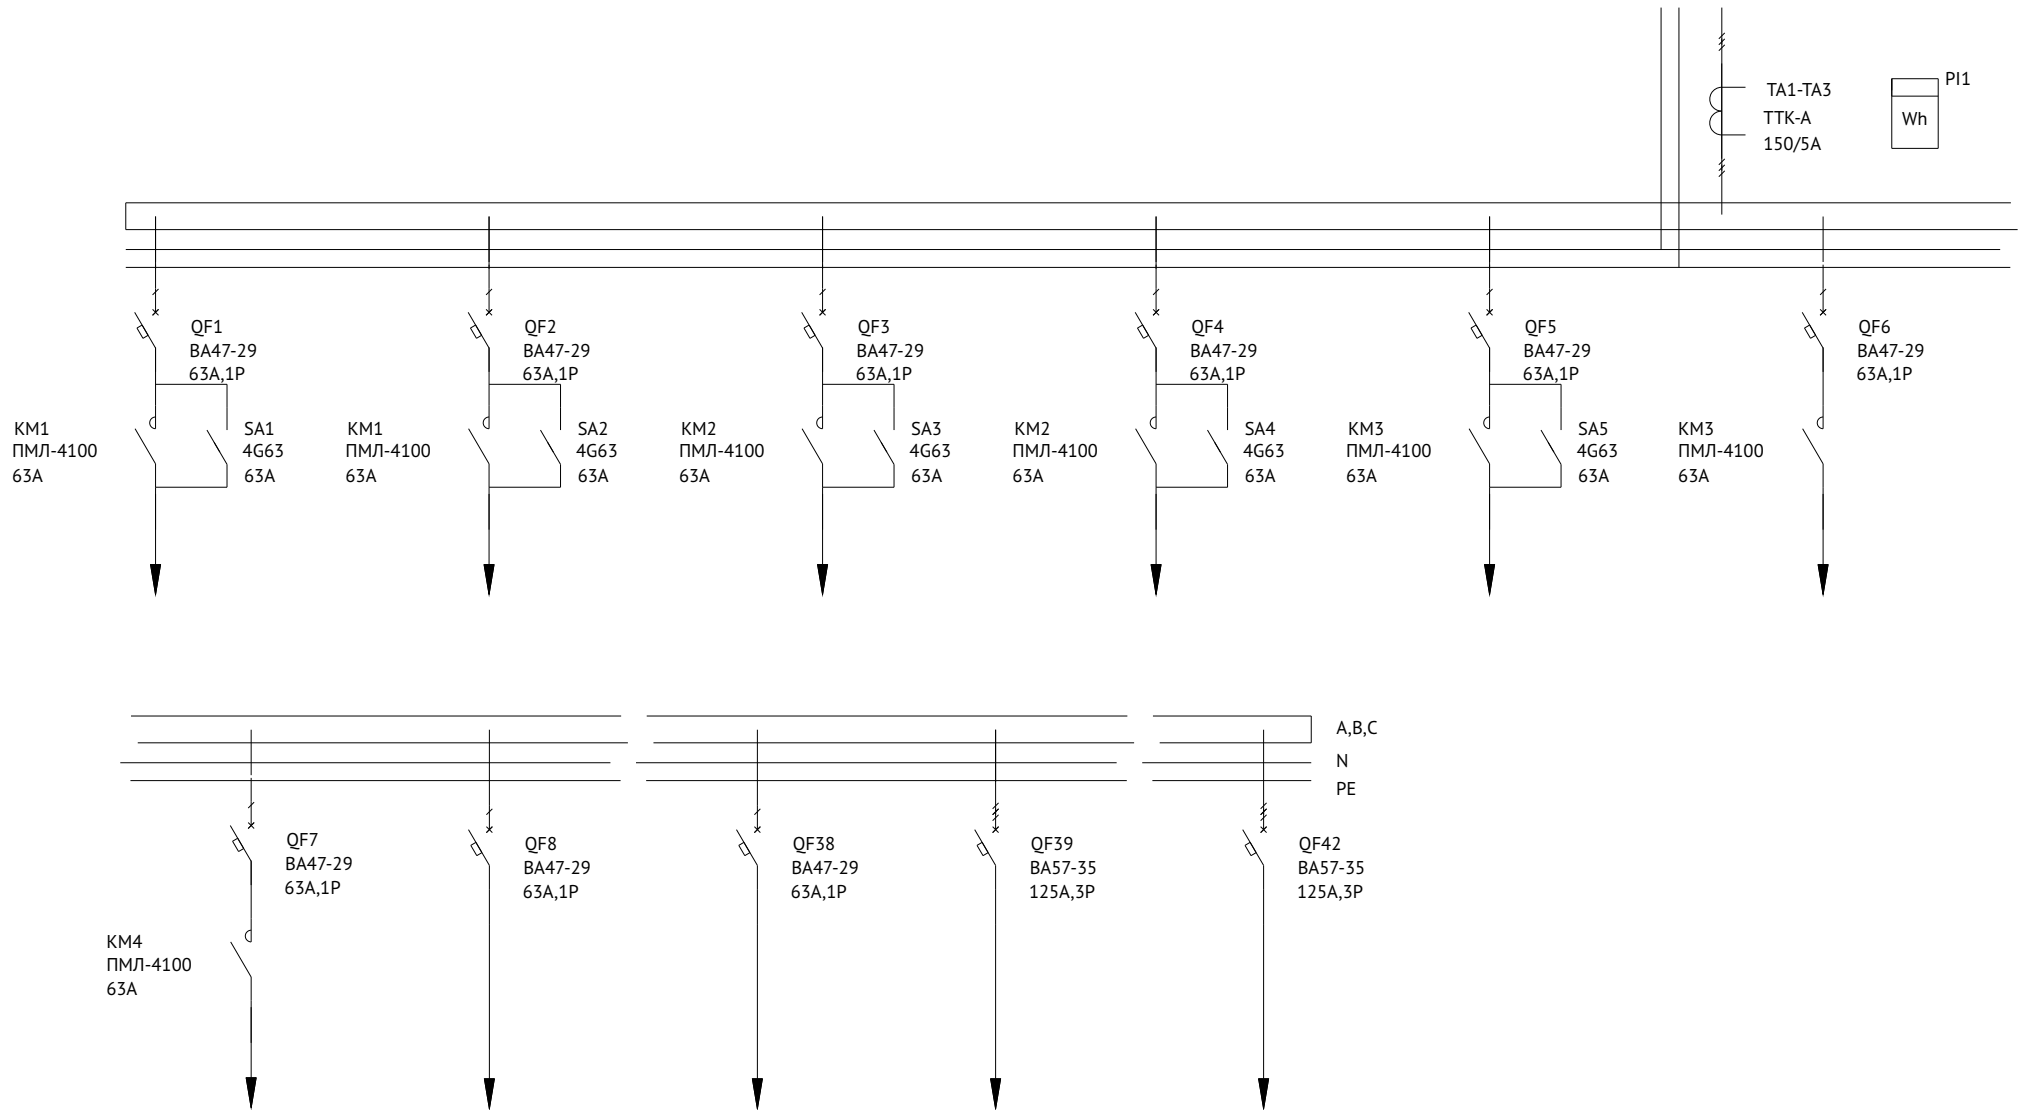 TA1-TA3
ТТК-А
150/5А
PI1
Wh
QF1
ВА47-29
63А,1Р
QF2
ВА47-29
63А,1Р
QF3
ВА47-29
63А,1Р
QF4
ВА47-29
63А,1Р
QF5
ВА47-29
63А,1Р
QF6
ВА47-29
63А,1Р
КМ1
ПМЛ-4100
63А
SA1
4G63
63А
КМ1
ПМЛ-4100
63А
SA2
4G63
63А
КМ2
ПМЛ-4100
63А
SA3
4G63
63А
КМ2
ПМЛ-4100
63А
SA4
4G63
63А
КМ3
ПМЛ-4100
63А
SA5
4G63
63А
КМ3
ПМЛ-4100
63А
A,B,C
N
PE
QF7
ВА47-29
63А,1Р
QF8
ВА47-29
63А,1Р
QF38
ВА47-29
63А,1Р
QF39
ВА57-35
125А,3Р
QF42
ВА57-35
125А,3Р
КМ4
ПМЛ-4100
63А